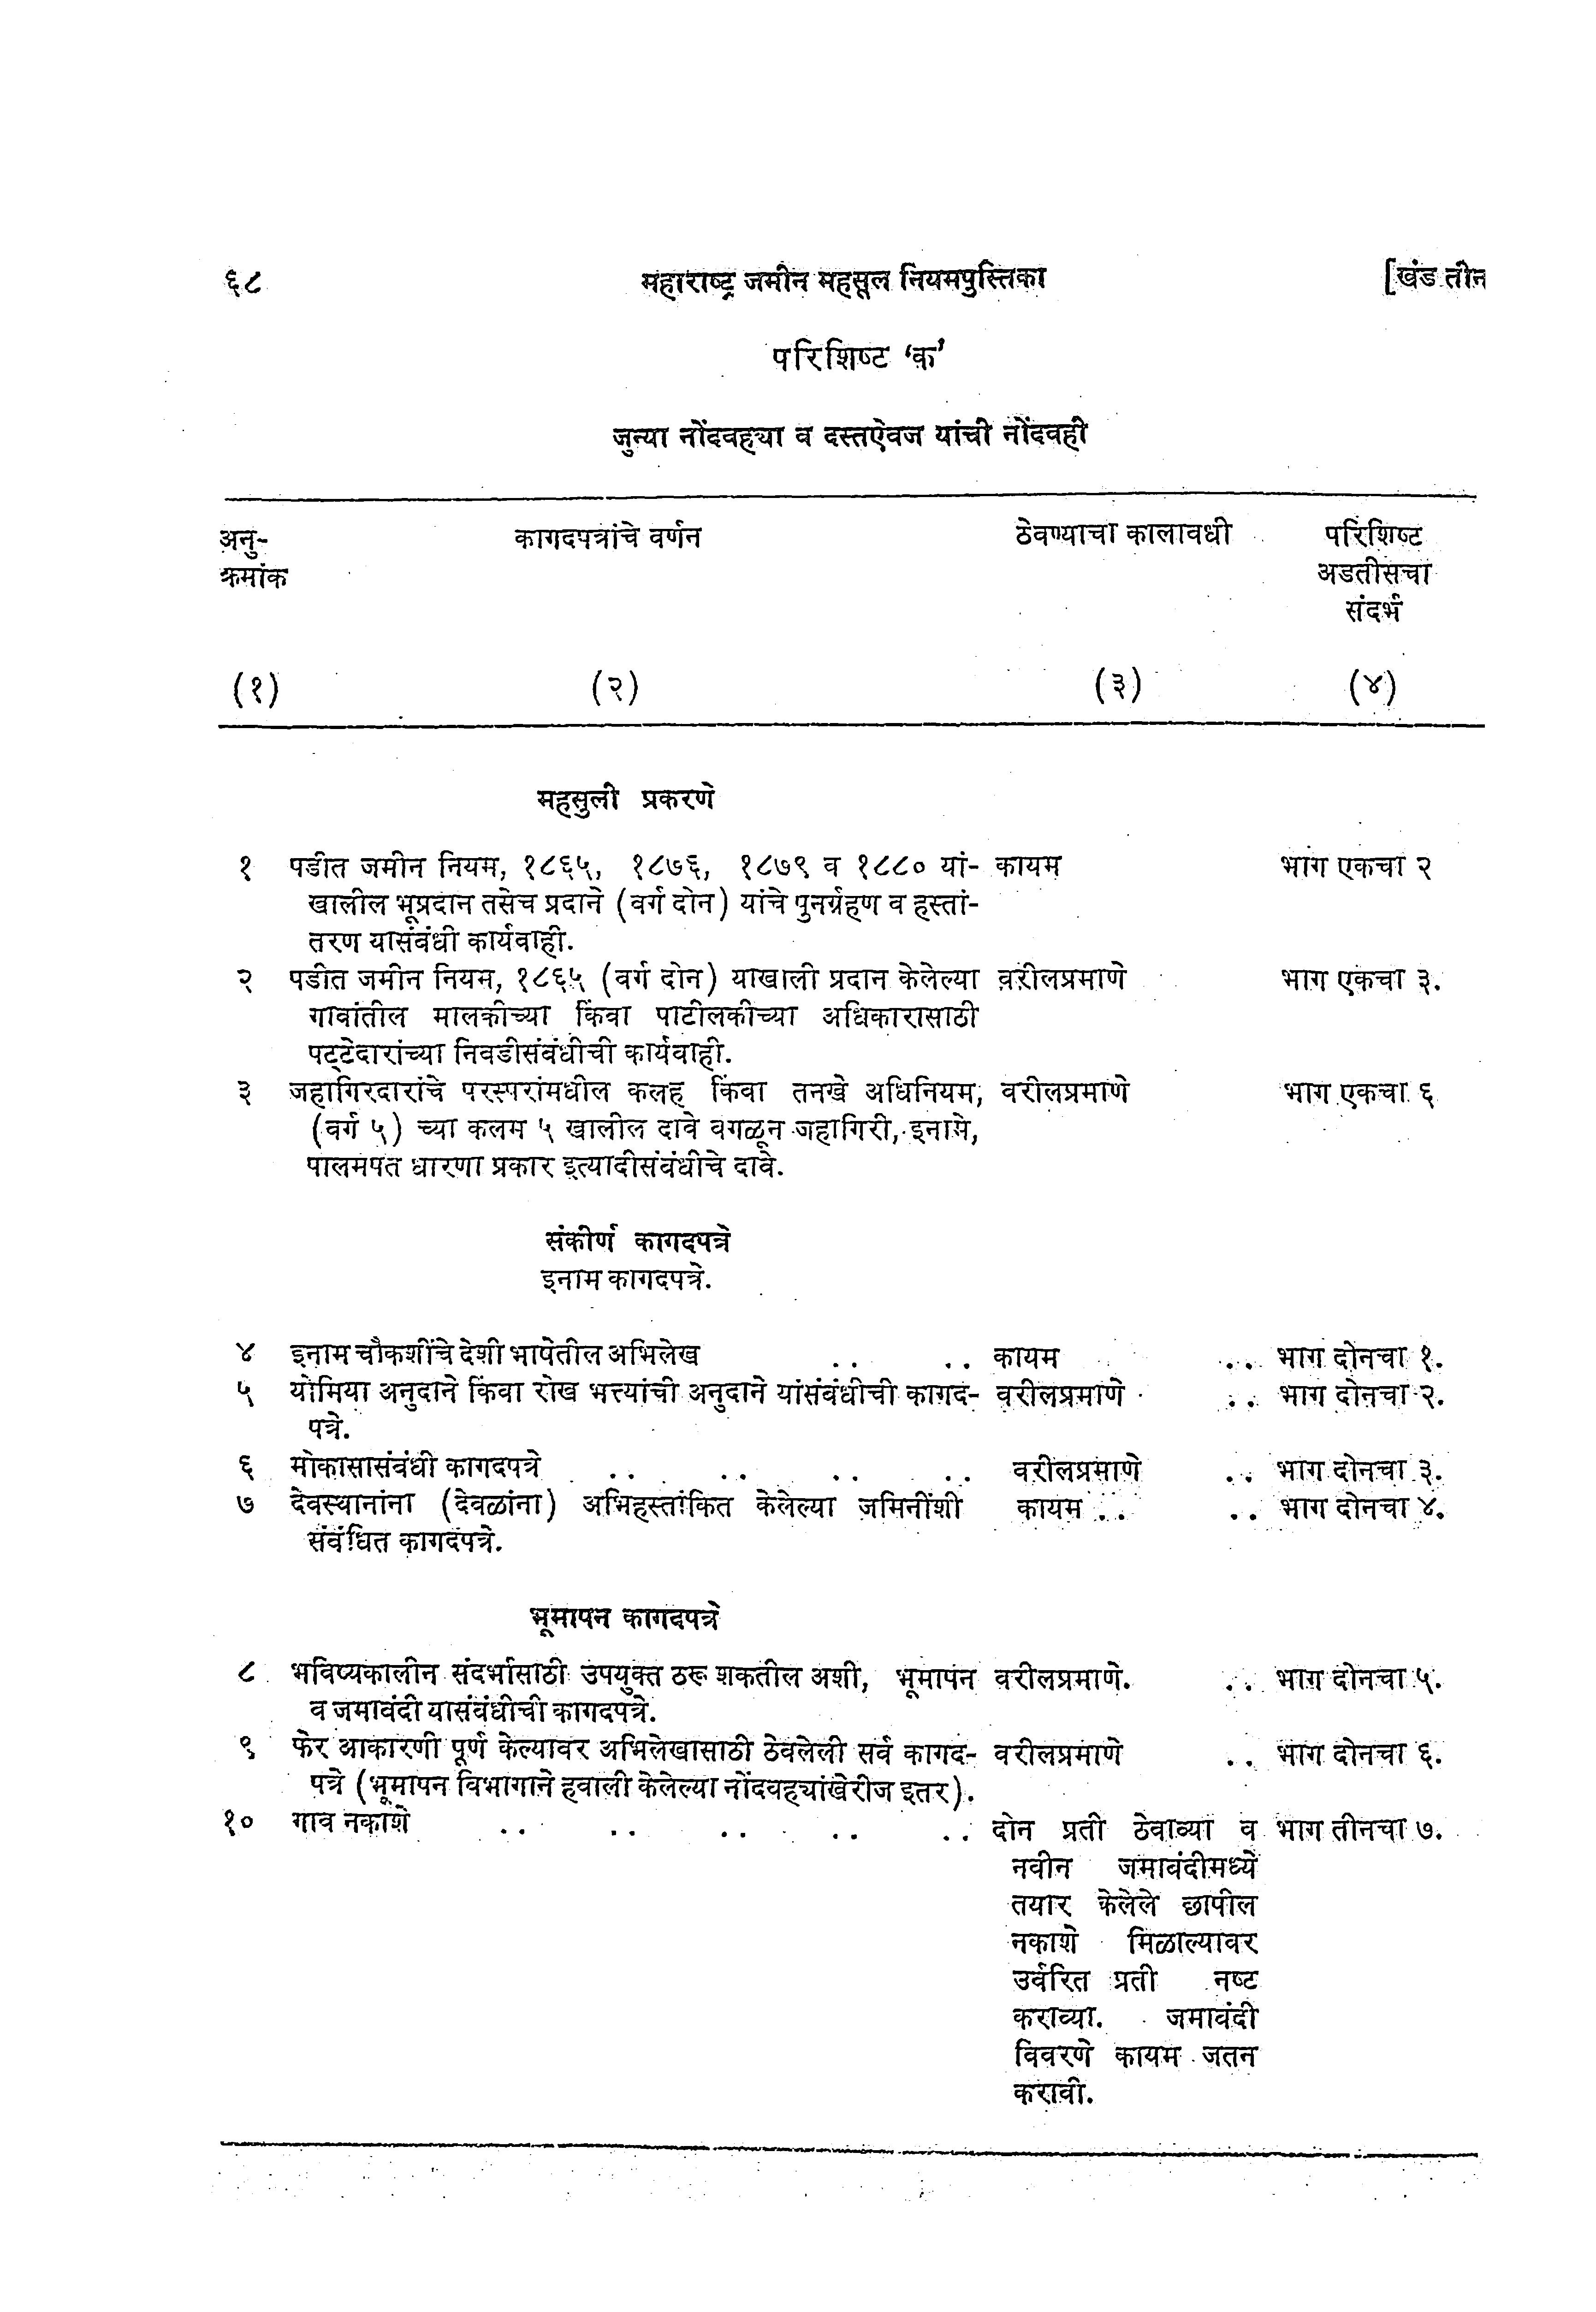 ६८ महाराष्ट्र जमीन महसूल नियमपुस्तिका [खंड तीन
परिशिष्ट ‘क’
जुन्या नोंदवह्या व दस्तऐवज यांची नोंदवही
अनु- कागदपत्रांचे वर्णन ठेवण्याचा कालावधी परिशिष्ट
क्रमांक अडतीसचा
संदर्भ
(१) (२) (३) (४)
महसुली प्रकरणे
१ पडीत जमीन नियम, १८६५, १८७६, १८७९ व १८८० यां- कायम भाग एकचा २
खालील भूप्रदान तसेच प्रदाने (वर्ग दोन) यांचे पुनर्ग्रहण व हस्तां-
तरण यासंबंधी कार्यवाही.
२ पडीत जमीन नियम, १८६५ (वर्ग दोन) याखाली प्रदान केलेल्या वरीलप्रमाणे भाग एकचा ३.
गावांतील मालकीच्या किंवा पाटीलकीच्या अधिकारासाठी
पट्टेदारांच्या निवडीसंबंधीची कार्यवाही.
३ जहागिरदारांचे परस्परांमधील कलह किंवा तनखे अधिनियम, वरीलप्रमाणे भाग एकचा ६
(वर्ग ५) च्या कलम ५ खालील दावे वगळून जहागिरी, इनामे,
पालमपत धारणा प्रकार इत्यादीसंबंधीचे दावे.
संकीर्ण कागदपत्रे
इनाम कागदपत्रे.
४ इनाम चौकशींचे देशी भाषेतील अभिलेख .. .. कायम .. भाग दोनचा १.
५ योमिया अनुदाने किंवा रोख भत्त्यांची अनुदाने यांसंबंधीची कागद- वरीलप्रमाणे .. भाग दोनचा २.
पत्रे.
६ मोकासासंबंधी कागदपत्रे .. .. .. .. वरीलप्रमाणे .. भाग दोनचा ३.
७ देवस्थानांना (देवळांना) अभिहस्तांकित केलेल्या जमिनींशी कायम .. .. भाग दोनचा ४.
संबंधित कागदपत्रे.
भूमापन कागदपत्रे
८ भविष्यकालीन संदर्भासाठी उपयुक्त ठरू शकतील अशी, भूमापन वरीलप्रमाणे. .. भाग दोनचा ५.
व जमाबंदी यासंबंधीची कागदपत्रे.
९ फेर आकारणी पूर्ण केल्यावर अभिलेखासाठी ठेवलेली सर्व कागद- वरीलप्रमाणे .. भाग दोनचा ६.
पत्रे (भूमापन विभागाने हवाली केलेल्या नोंदवह्यांखेरीज इतर).
१० गाव नकाशे .. .. .. .. .. दोन प्रती ठेवाव्या व भाग तीनचा ७.
नवीन जमाबंदीमध्ये
तयार केलेले छापील
नकाशे मिळाल्यावर
उर्वरित प्रती नष्ट
कराव्या. जमाबंदी
विवरणे कायम जतन
करावी.